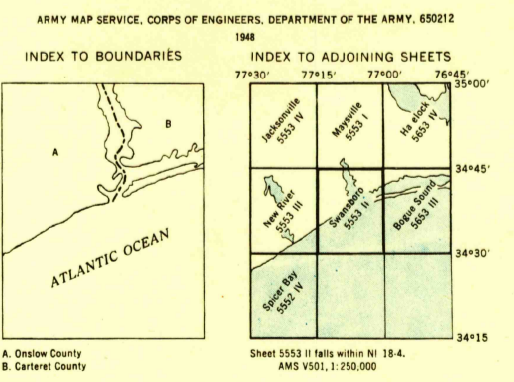 ARMY MAP SERVICE, CORPS OF ENGINEERS, DEPARTMENT OF THE ARMY, 650212
1948
INDEX TO BOUNDARIES
A
B
ATLANTIC OCEAN
A. Onslow County
B. Carteret County
INDEX TO ADJOINING SHEETS
77°30' 77°15' 77°00' 76°45'
35°00'
Jacksonville
5553 IV
Maysville
5553 I
Ha elock
5653 IV
34°45'
New River
5553 III
Swansboro
5553 II
Bogue Sound
5653 III
34°30'
Spicer Bay
5552 IV
34°15'
Sheet 5553 II falls within NI 18-4.
AMS V501, 1:250,000